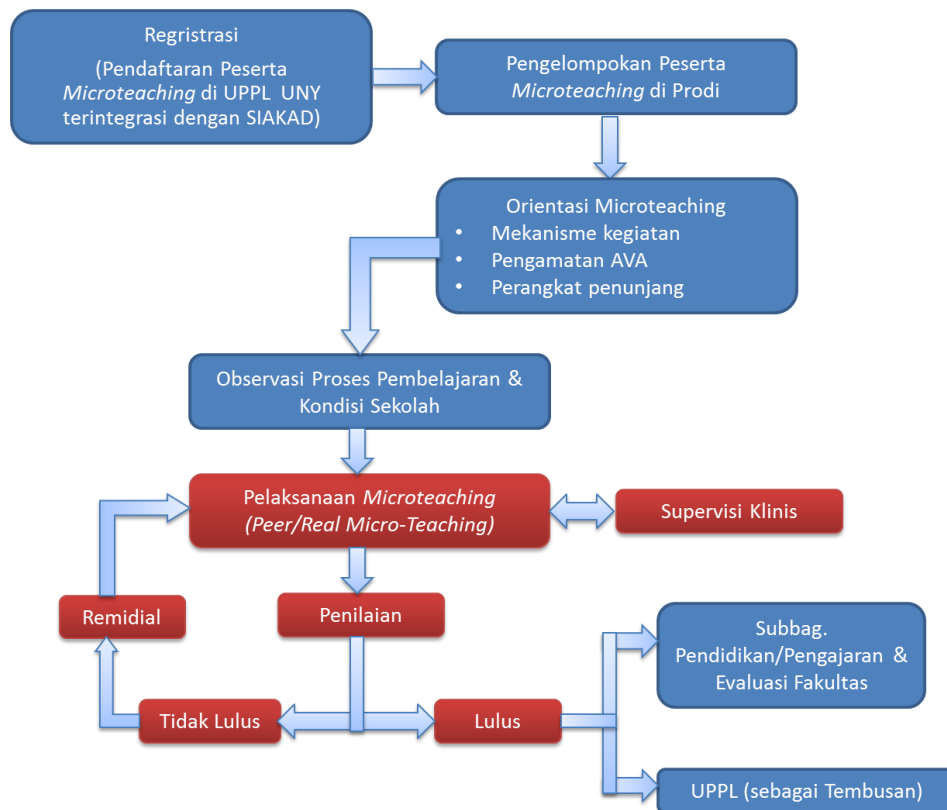 Regristrasi
(Pendaftaran Peserta
Microteaching di UPPL UNY
terintegrasi dengan SIAKAD)
Pengelompokan Peserta
Microteaching di Prodi
Orientasi Microteaching
• Mekanisme kegiatan
• Pengamatan AVA
• Perangkat penunjang
Observasi Proses Pembelajaran &
Kondisi Sekolah
Pelaksanaan Microteaching
(Peer/Real Micro-Teaching)
Supervisi Klinis
Remidial
Penilaian
Subbag.
Pendidikan/Pengajaran &
Evaluasi Fakultas
Tidak Lulus
Lulus
UPPL (sebagai Tembusan)